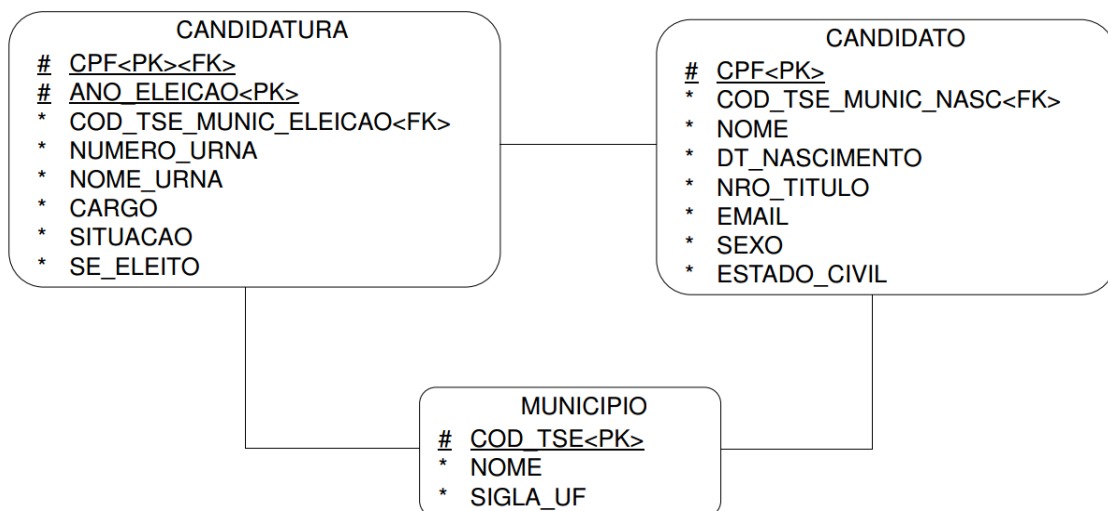 CANDIDATURA
# CPF<PK><FK>
# ANO_ELEICAO<PK>
* COD_TSE_MUNIC_ELEICAO<FK>
* NUMERO_URNA
* NOME_URNA
* CARGO
* SITUACAO
* SE_ELEITO
CANDIDATO
# CPF<PK>
* COD_TSE_MUNIC_NASC<FK>
* NOME
* DT_NASCIMENTO
* NRO_TITULO
* EMAIL
* SEXO
* ESTADO_CIVIL
MUNICIPIO
# COD_TSE<PK>
* NOME
* SIGLA_UF